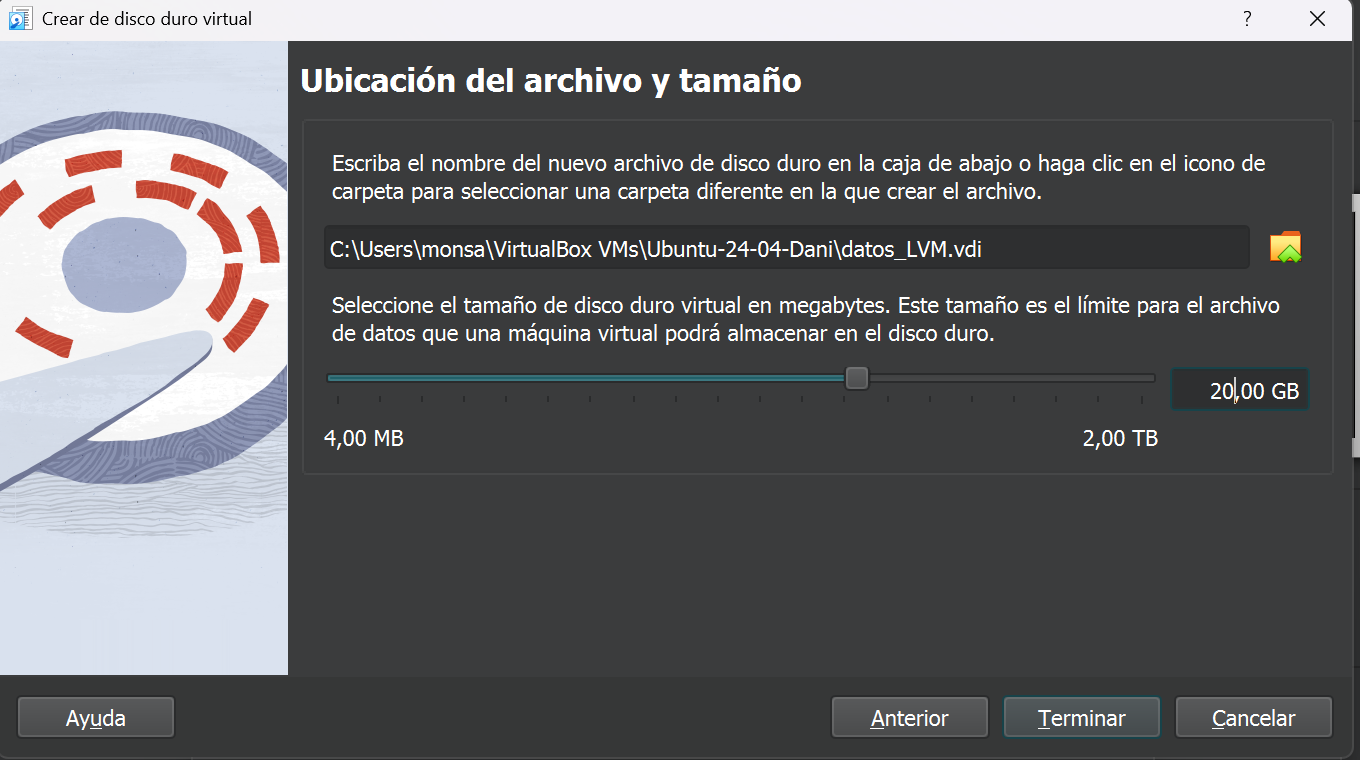 Crear de disco duro virtual
?
Ubicación del archivo y tamaño
Escriba el nombre del nuevo archivo de disco duro en la caja de abajo o haga clic en el icono de
carpeta para seleccionar una carpeta diferente en la que crear el archivo.
C:\Users\monsa\VirtualBox VMs\Ubuntu-24-04-Dani\datos_LVM.vdi
Seleccione el tamaño de disco duro virtual en megabytes. Este tamaño es el límite para el archivo
de datos que una máquina virtual podrá almacenar en el disco duro.
20,00 GB
4,00 MB 2,00 TB
Ayuda Anterior Terminar Cancelar